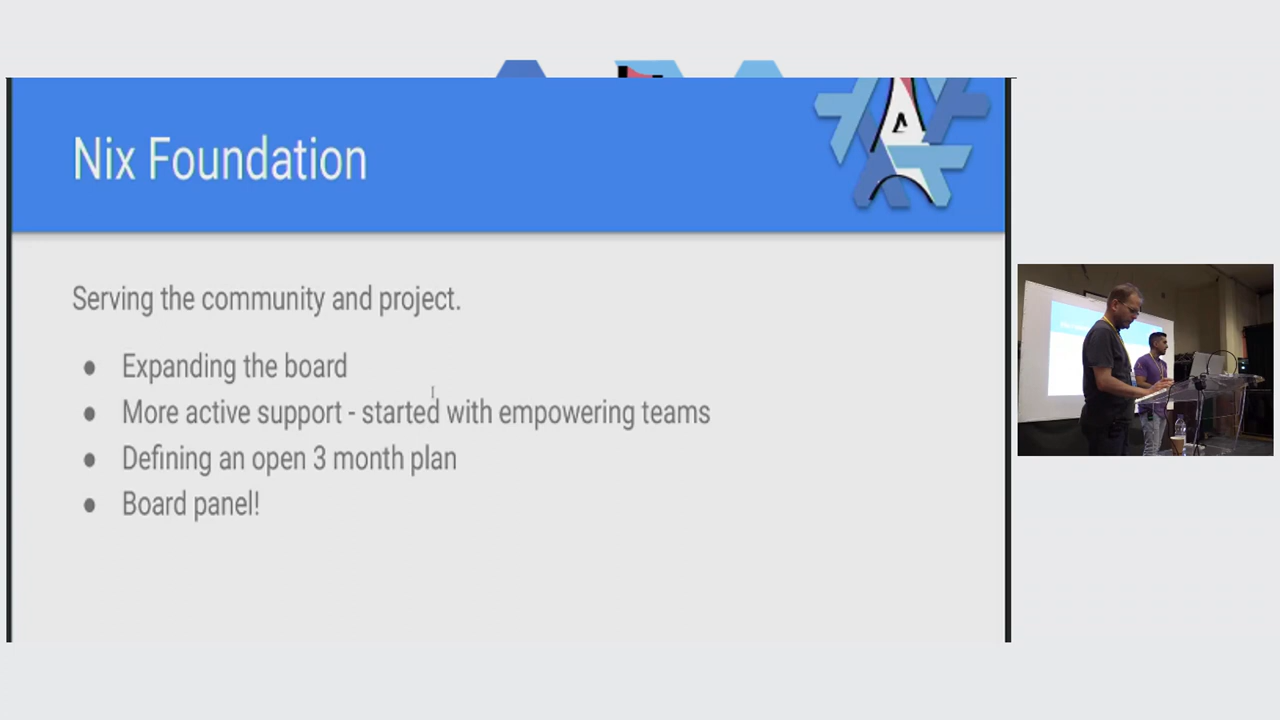 Nix Foundation
Serving the community and project.
● Expanding the board
● More active support - started with empowering teams
● Defining an open 3 month plan
● Board panel!